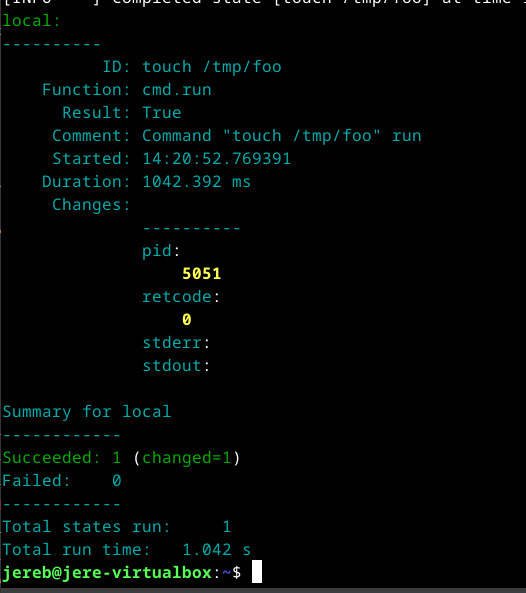 completed state [touch /tmp/foo] at time
local:
----------
          ID: touch /tmp/foo
    Function: cmd.run
      Result: True
     Comment: Command "touch /tmp/foo" run
     Started: 14:20:52.769391
    Duration: 1042.392 ms
     Changes:
              ----------
              pid:
                  5051
              retcode:
                  0
              stderr:
              stdout:
Summary for local
------------
Succeeded: 1 (changed=1)
Failed:    0
------------
Total states run:     1
Total run time:   1.042 s
jereb@jere-virtualbox:~$